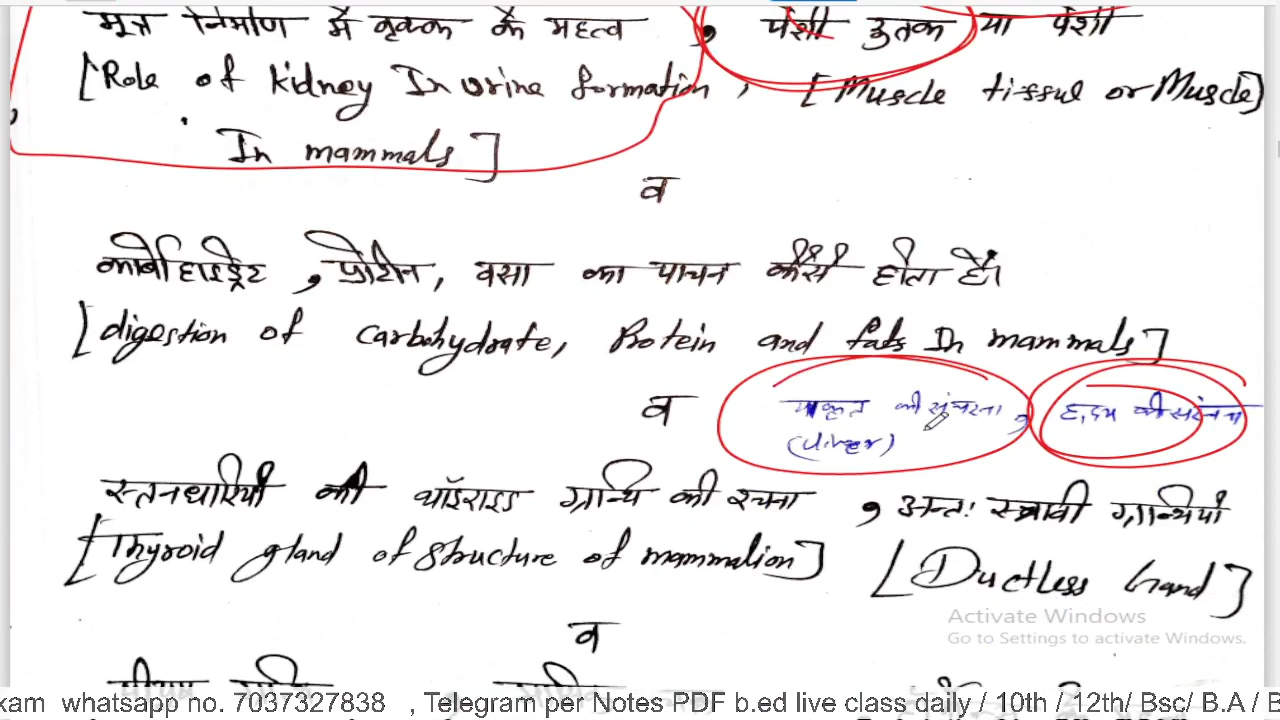 मूत्र निर्माण में वृक्क के महत्व , पेशी ऊतक या पेशी
[Role of kidney In urine formation , [Muscle tissue or Muscle]
In mammals]
व
कार्बोहाइड्रेट , प्रोटीन, वसा का पाचन कैसे होता है।
[digestion of carbohydrate, Protein and fats In mammals]
व
यकृत की संरचना , हृदय की संरचना
(Liver)
स्तनधारियों की थॉइराइड ग्रन्थि की रचना , अन्तः स्त्रावी ग्रन्थियाँ
[Thyroid gland of structure of mammalion] [Ductless Gland]
Activate Windows
Go to Settings to activate Windows.
व
xam whatsapp no. 7037327838 , Telegram per Notes PDF b.ed live class daily / 10th / 12th/ Bsc/ B.A / B